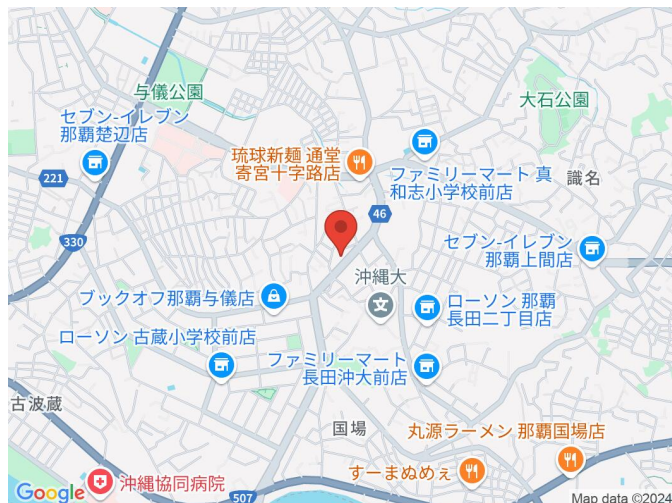 与儀公園
セブン-イレブン
那覇楚辺店
大石公園
琉球新麺 通堂
寄宮十字路店
ファミリーマート 真
和志小学校前店
識名
221
46
330
セブン-イレブン
那覇上間店
沖縄大
文
ブックオフ那覇与儀店
ローソン 那覇
長田二丁目店
ローソン 古蔵小学校前店
ファミリーマート
長田沖大前店
古波蔵
国場
丸源ラーメン 那覇国場店
すーまぬめぇ
沖縄協同病院
507
Google
Map data ©2024